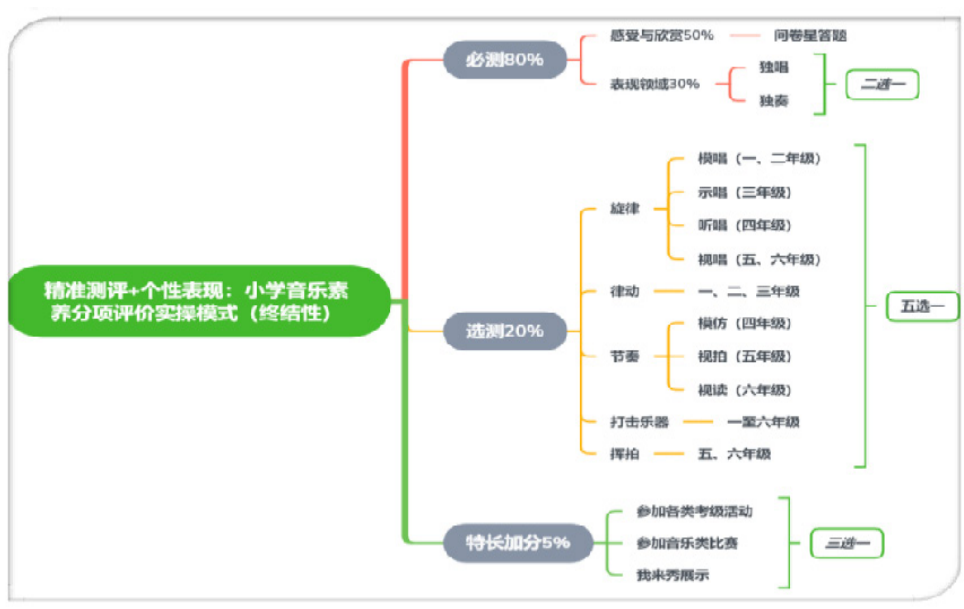 精准测评+个性表现：小学音乐素
养分项评价实操模式（终结性）
必测80%
感受与欣赏50%
问卷星答题
表现领域30%
独唱
独奏
二选一
选测20%
旋律
模唱（一、二年级）
示唱（三年级）
听唱（四年级）
视唱（五、六年级）
律动
一、二、三年级
节奏
模仿（四年级）
视拍（五年级）
视读（六年级）
打击乐器
一至六年级
挥拍
五、六年级
五选一
特长加分5%
参加各类考级活动
参加音乐类比赛
我来秀展示
三选一